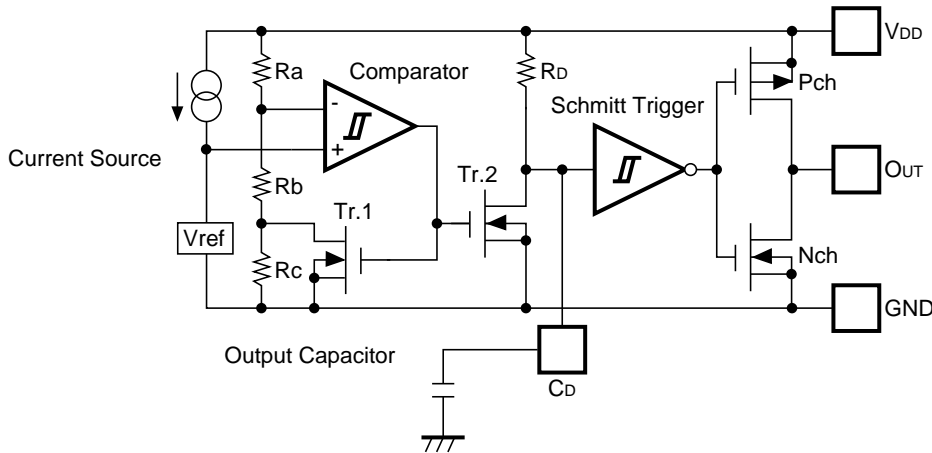 VDD
Ra
Comparator
RD
Pch
Schmitt Trigger
-
+
Current Source
OUT
Rb
Tr.2
Tr.1
Vref
Rc
Nch
GND
Output Capacitor
CD